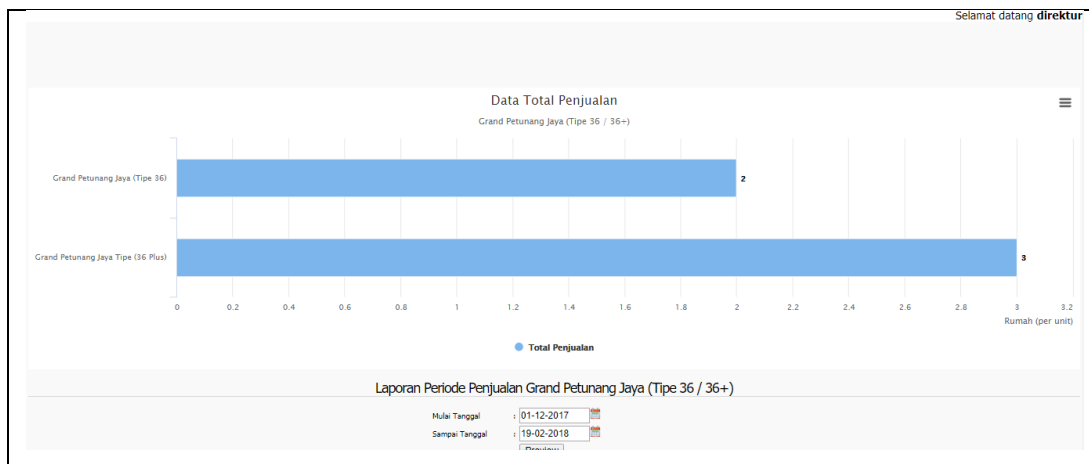 Selamat datang direktur
Data Total Penjualan
Grand Petunang Jaya (Tipe 36 / 36+)
Grand Petunang Jaya (Tipe 36)
2
Grand Petunang Jaya Tipe (36 Plus)
3
0 0.2 0.4 0.6 0.8 1 1.2 1.4 1.6 1.8 2 2.2 2.4 2.6 2.8 3 3.2
Rumah (per unit)
Total Penjualan
Laporan Periode Penjualan Grand Petunang Jaya (Tipe 36 / 36+)
Mulai Tanggal : 01-12-2017
Sampai Tanggal : 19-02-2018
Preview